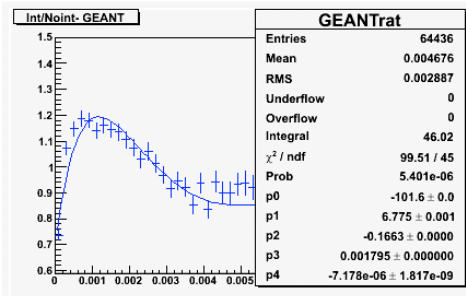 Int/Noint- GEANT
GEANTrat
Entries 64436
Mean 0.004676
RMS 0.002887
Underflow 0
Overflow 0
Integral 46.02
χ² / ndf 99.51 / 45
Prob 5.401e-06
p0 -101.6 ± 0.0
p1 6.775 ± 0.001
p2 -0.1663 ± 0.0000
p3 0.001795 ± 0.000000
p4 -7.178e-06 ± 1.817e-09
1.5
1.4
1.3
1.2
1.1
1
0.9
0.8
0.7
0.6
0 0.001 0.002 0.003 0.004 0.005